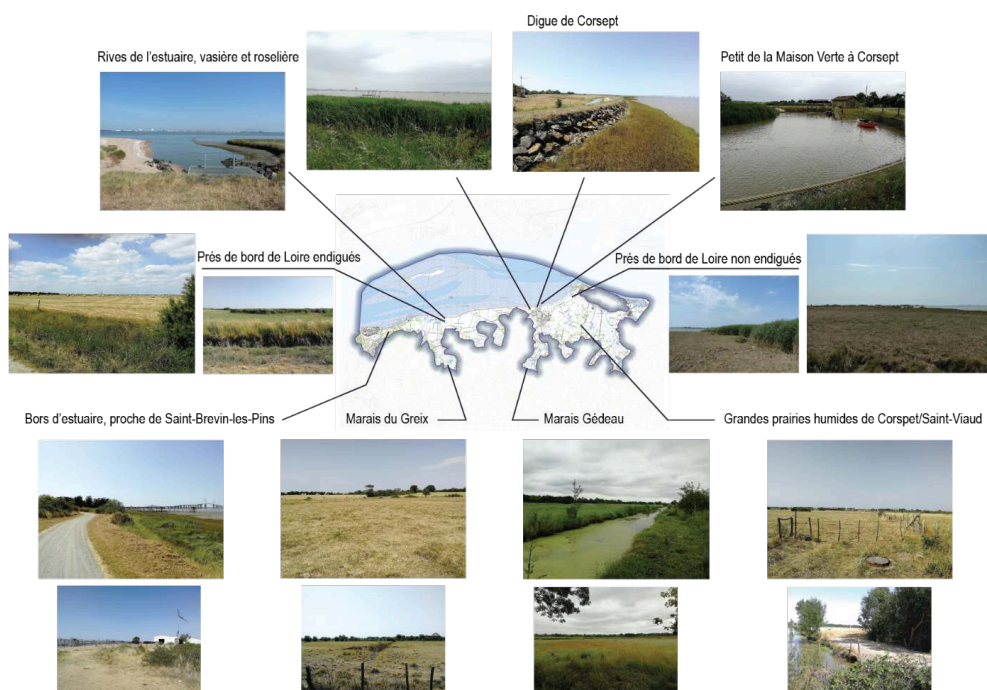 Digue de Corsept
Rives de l'estuaire, vasière et roselière
Petit de la Maison Verte à Corsept
Prés de bord de Loire endigués
Prés de bord de Loire non endigués
Bors d'estuaire, proche de Saint-Brevin-les-Pins
Marais du Greix
Marais Gédeau
Grandes prairies humides de Corspet/Saint-Viaud